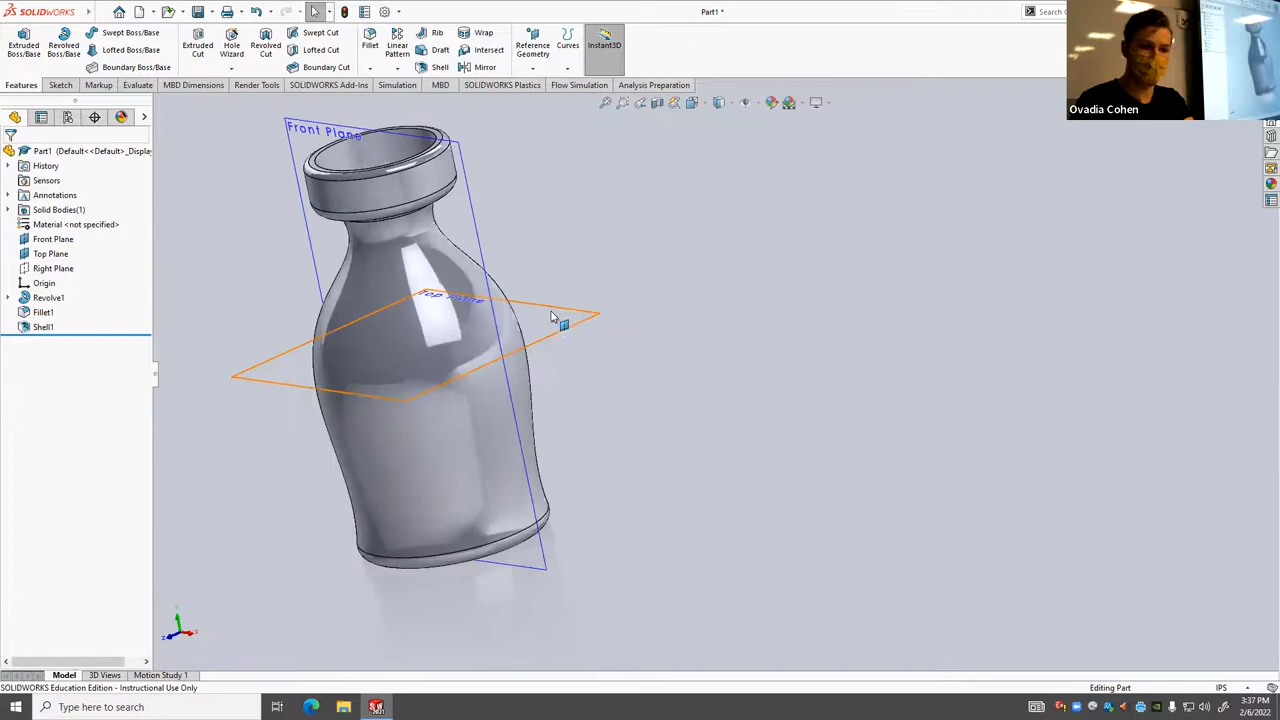 SOLIDWORKS
Part1 *
Search
Extruded Boss/Base
Revolved Boss/Base
Swept Boss/Base
Lofted Boss/Base
Boundary Boss/Base
Extruded Cut
Hole Wizard
Revolved Cut
Swept Cut
Lofted Cut
Boundary Cut
Fillet
Linear Pattern
Rib
Draft
Shell
Wrap
Intersect
Mirror
Reference Geometry
Curves
Instant3D
Features
Sketch
Markup
Evaluate
MBD Dimensions
Render Tools
SOLIDWORKS Add-Ins
Simulation
MBD
SOLIDWORKS Plastics
Flow Simulation
Analysis Preparation
Ovadia Cohen
Part1 (Default<<Default>_Display
History
Sensors
Annotations
Solid Bodies(1)
Material <not specified>
Front Plane
Top Plane
Right Plane
Origin
Revolve1
Fillet1
Shell1
Front Plane
Top Plane
Model
3D Views
Motion Study 1
SOLIDWORKS Education Edition - Instructional Use Only
Editing Part
IPS
Type here to search
3:37 PM
2/6/2022